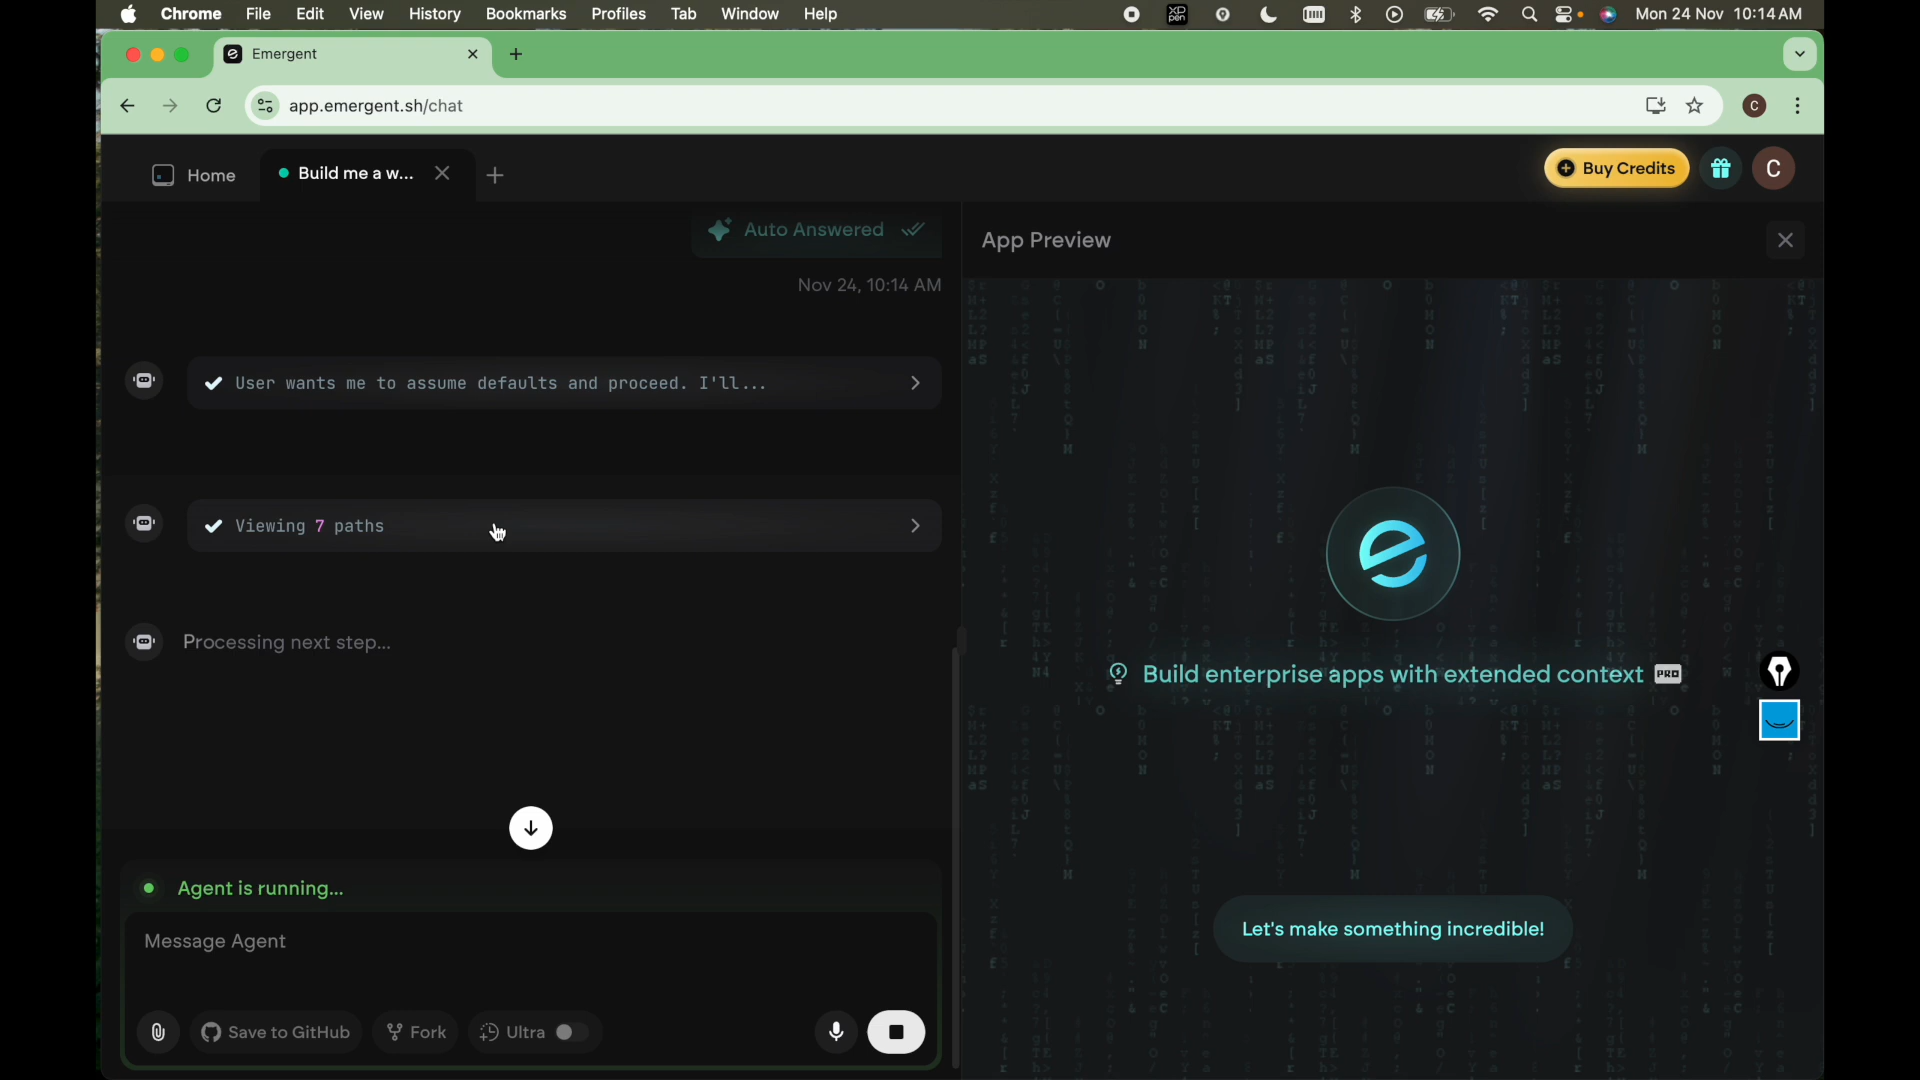 Chrome File Edit View History Bookmarks Profiles Tab Window Help Mon 24 Nov 10:14 AM
Emergent
app.emergent.sh/chat
Home Build me a w... Buy Credits C
Auto Answered
Nov 24, 10:14 AM
User wants me to assume defaults and proceed. I'll...
Viewing 7 paths
Processing next step...
Agent is running...
Message Agent
Save to GitHub Fork Ultra
App Preview
Build enterprise apps with extended context PRO
Let's make something incredible!